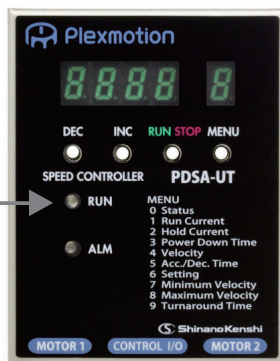 Plexmotion
8888 8
DEC INC RUN STOP MENU
SPEED CONTROLLER PDSA-UT
RUN
ALM
MENU
0 Status
1 Run Current
2 Hold Current
3 Power Down Time
4 Velocity
5 Acc./Dec. Time
6 Setting
7 Minimum Velocity
8 Maximum Velocity
9 Turnaround Time
ShinanoKenshi
MOTOR 1 CONTROL I/O MOTOR 2